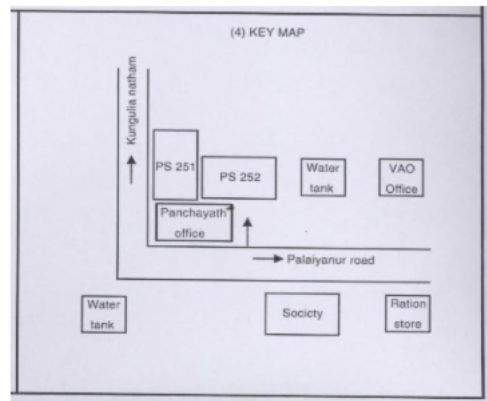 (4) KEY MAP
Kungulia natham
PS 251
PS 252
Water
tank
VAO
Office
Panchayath
office
Palaiyanur road
Water
tank
Socicty
Ration
store